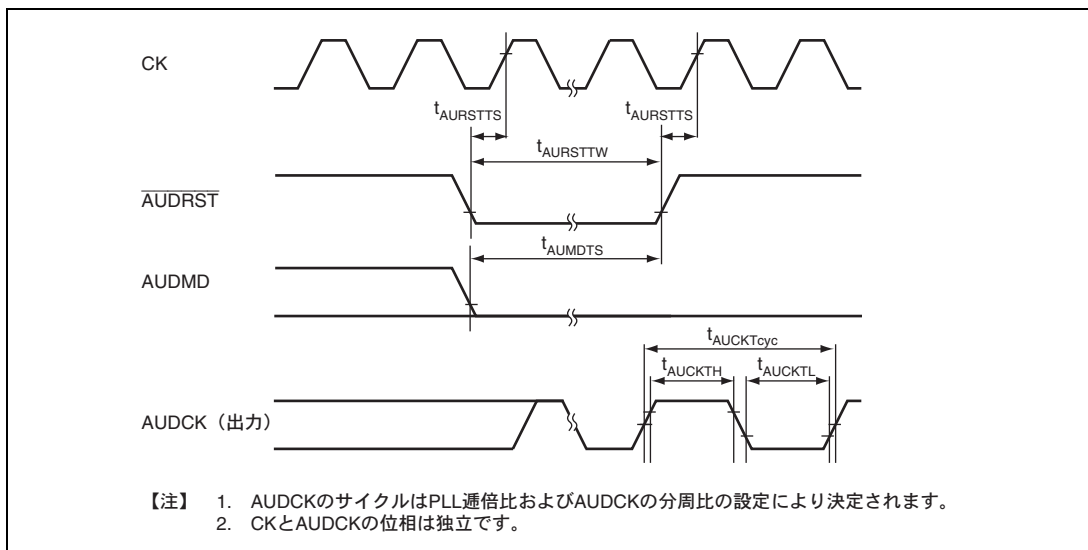 CK
tAURSTTS tAURSTTS
tAURSTTW
AUDRST
tAUMDTS
AUDMD
tAUCKTcyc
tAUCKTH tAUCKTL
AUDCK（出力）
【注】 1. AUDCKのサイクルはPLL逓倍比およびAUDCKの分周比の設定により決定されます。
2. CKとAUDCKの位相は独立です。